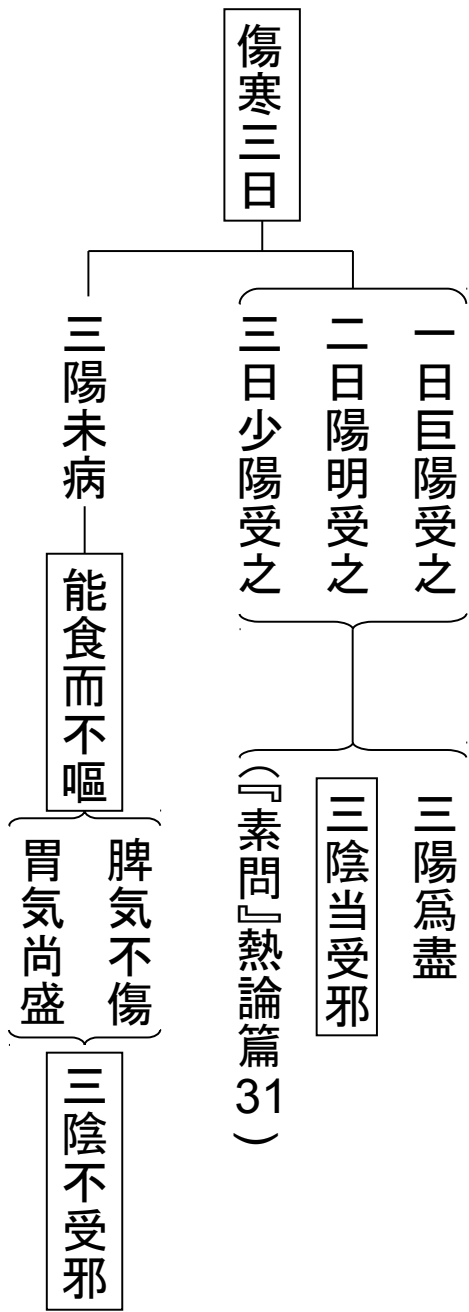 傷寒三日
一日巨陽受之
二日陽明受之
三日少陽受之
三陽爲盡
三陰当受邪
(『素問』熱論篇31)
三陽未病
能食而不嘔
脾気不傷
胃気尚盛
三陰不受邪